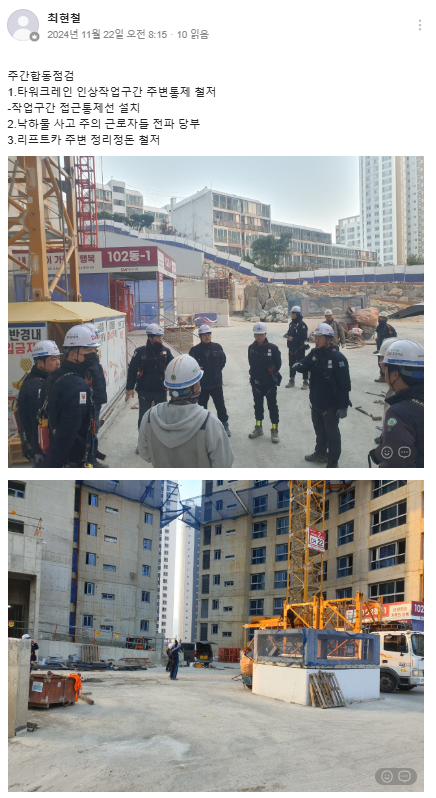 최현철
2024년 11월 22일 오전 8:15 · 10 읽음
주간합동점검
1.타워크레인 인상작업구간 주변통제 철저
-작업구간 접근통제선 설치
2.낙하물 사고 주의 근로자들 전파 당부
3.리프트카 주변 정리정돈 철저
102동-1
반경내